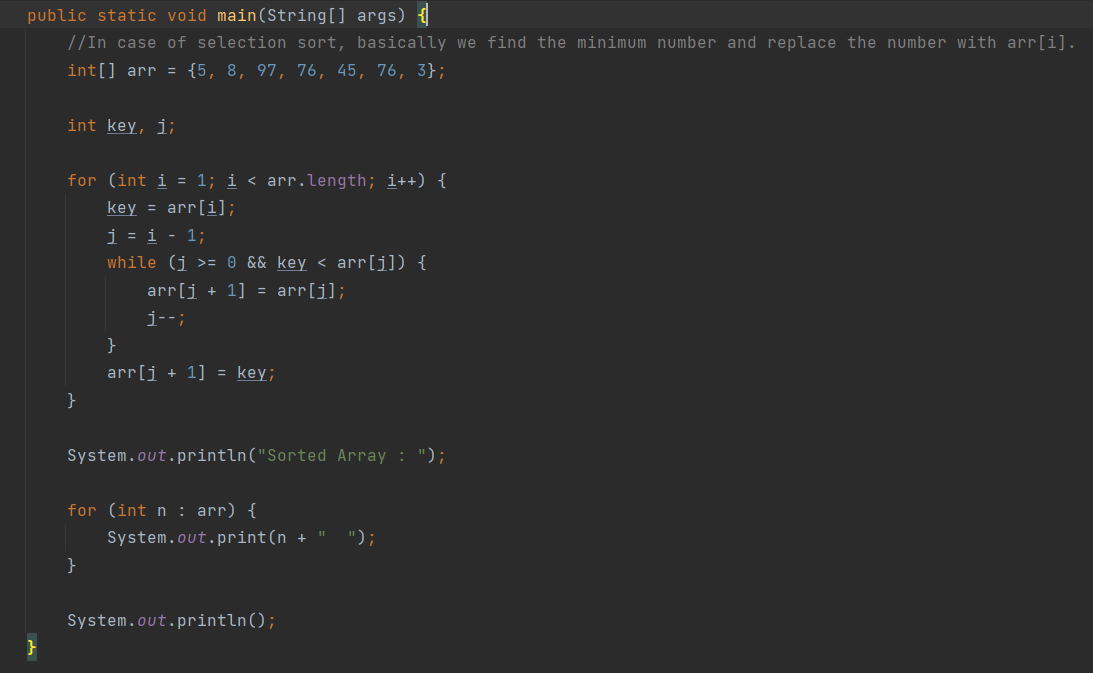 public static void main(String[] args) {
//In case of selection sort, basically we find the minimum number and replace the number with arr[i].
int[] arr = {5, 8, 97, 76, 45, 76, 3};
int key, j;
for (int i = 1; i < arr.length; i++) {
key = arr[i];
j = i - 1;
while (j >= 0 && key < arr[j]) {
arr[j + 1] = arr[j];
j--;
}
arr[j + 1] = key;
}
System.out.println("Sorted Array : ");
for (int n : arr) {
System.out.print(n + "  ");
}
System.out.println();
}